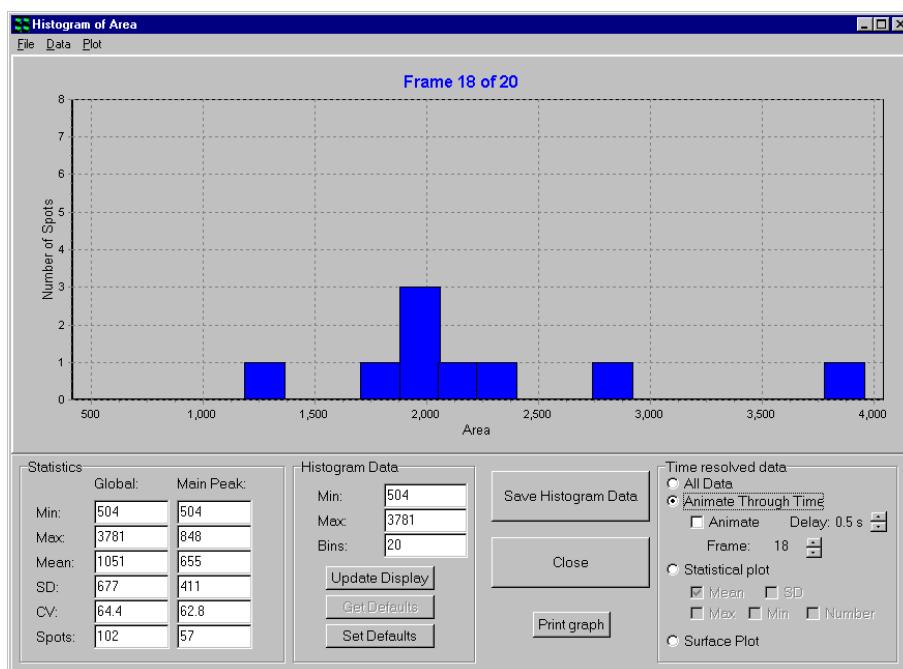 Histogram of Area
File Data Plot
Frame 18 of 20
Number of Spots
8
7
6
5
4
3
2
1
0
500 1,000 1,500 2,000 2,500 3,000 3,500 4,000
Area
Statistics
Global: Main Peak:
Min: 504 504
Max: 3781 848
Mean: 1051 655
SD: 677 411
CV: 64.4 62.8
Spots: 102 57
Histogram Data
Min: 504
Max: 3781
Bins: 20
Update Display
Get Defaults
Set Defaults
Save Histogram Data
Close
Print graph
Time resolved data
All Data
Animate Through Time
Animate Delay: 0.5 s
Frame: 18
Statistical plot
Mean SD
Max Min Number
Surface Plot